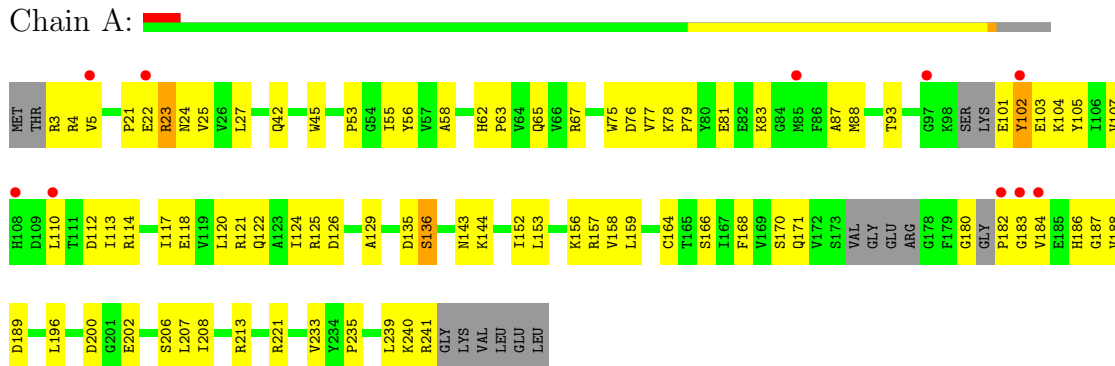 Chain A:
MET THR R3 R4 V5 P21 E22 R23 N24 V25 V26 L27 Q42 W45 P53 G54 I55 Y56 V57 A58 H62 P63 V64 Q65 V66 R67 W75 D76 V77 K78 P79 Y80 E81 E82 K83 G84 M85 F86 A87 M88 T93 G97 K98 SER LYS E101 Y102 E103 K104 Y105 I106 V107
H108 D109 L110 T111 D112 I113 R114 I117 E118 V119 L120 R121 Q122 A123 I124 R125 D126 A129 D135 S136 N143 K144 I152 L153 K156 R157 V158 L159 C164 T165 S166 I167 F168 V169 S170 Q171 V172 S173 VAL GLY GLU ARG G178 F179 G180 GLY P182 G183 V184 E185 H186 G187
D189 L196 D200 G201 E202 S206 L207 I208 R213 R221 V233 Y234 P235 L239 K240 R241 GLY LYS VAL LEU GLU LEU